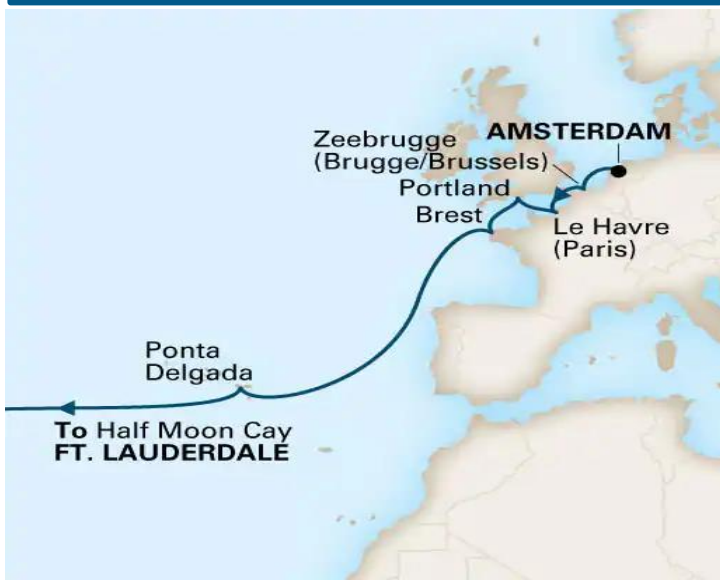 Zeebrugge
(Brugge/Brussels)
AMSTERDAM
Portland
Brest
Le Havre
(Paris)
Ponta
Delgada
To Half Moon Cay
FT. LAUDERDALE